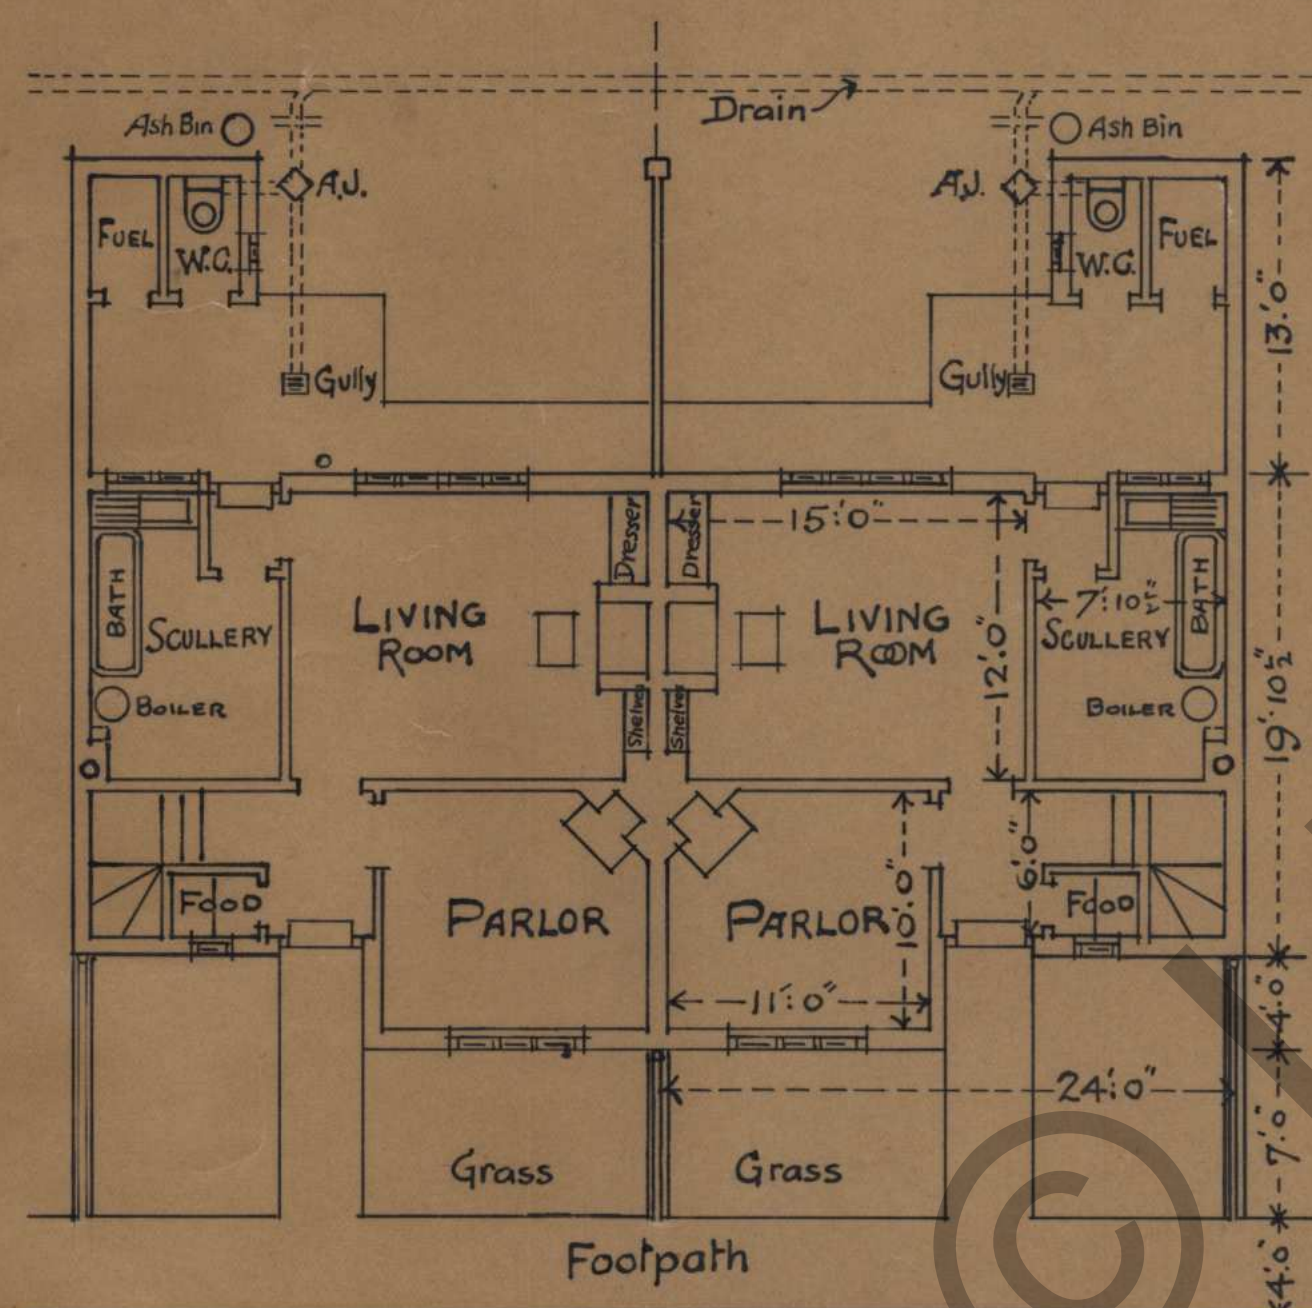 Drain
Ash Bin
Ash Bin
A.J.
A.J.
FUEL
W.C.
W.C.
FUEL
13'.0"
Gully
Gully
Dresser
Dresser
15'.0"
BATH
SCULLERY
LIVING
ROOM
LIVING
ROOM
12'.0"
7'.10½"
SCULLERY
BATH
BOILER
Shelves
Shelves
BOILER
19'.10½"
6'.0"
FOOD
PARLOR
PARLOR
10'.0"
FOOD
11'.0"
4'.0"
24'.0"
Grass
Grass
7'.0"
Footpath
4'.0"
©